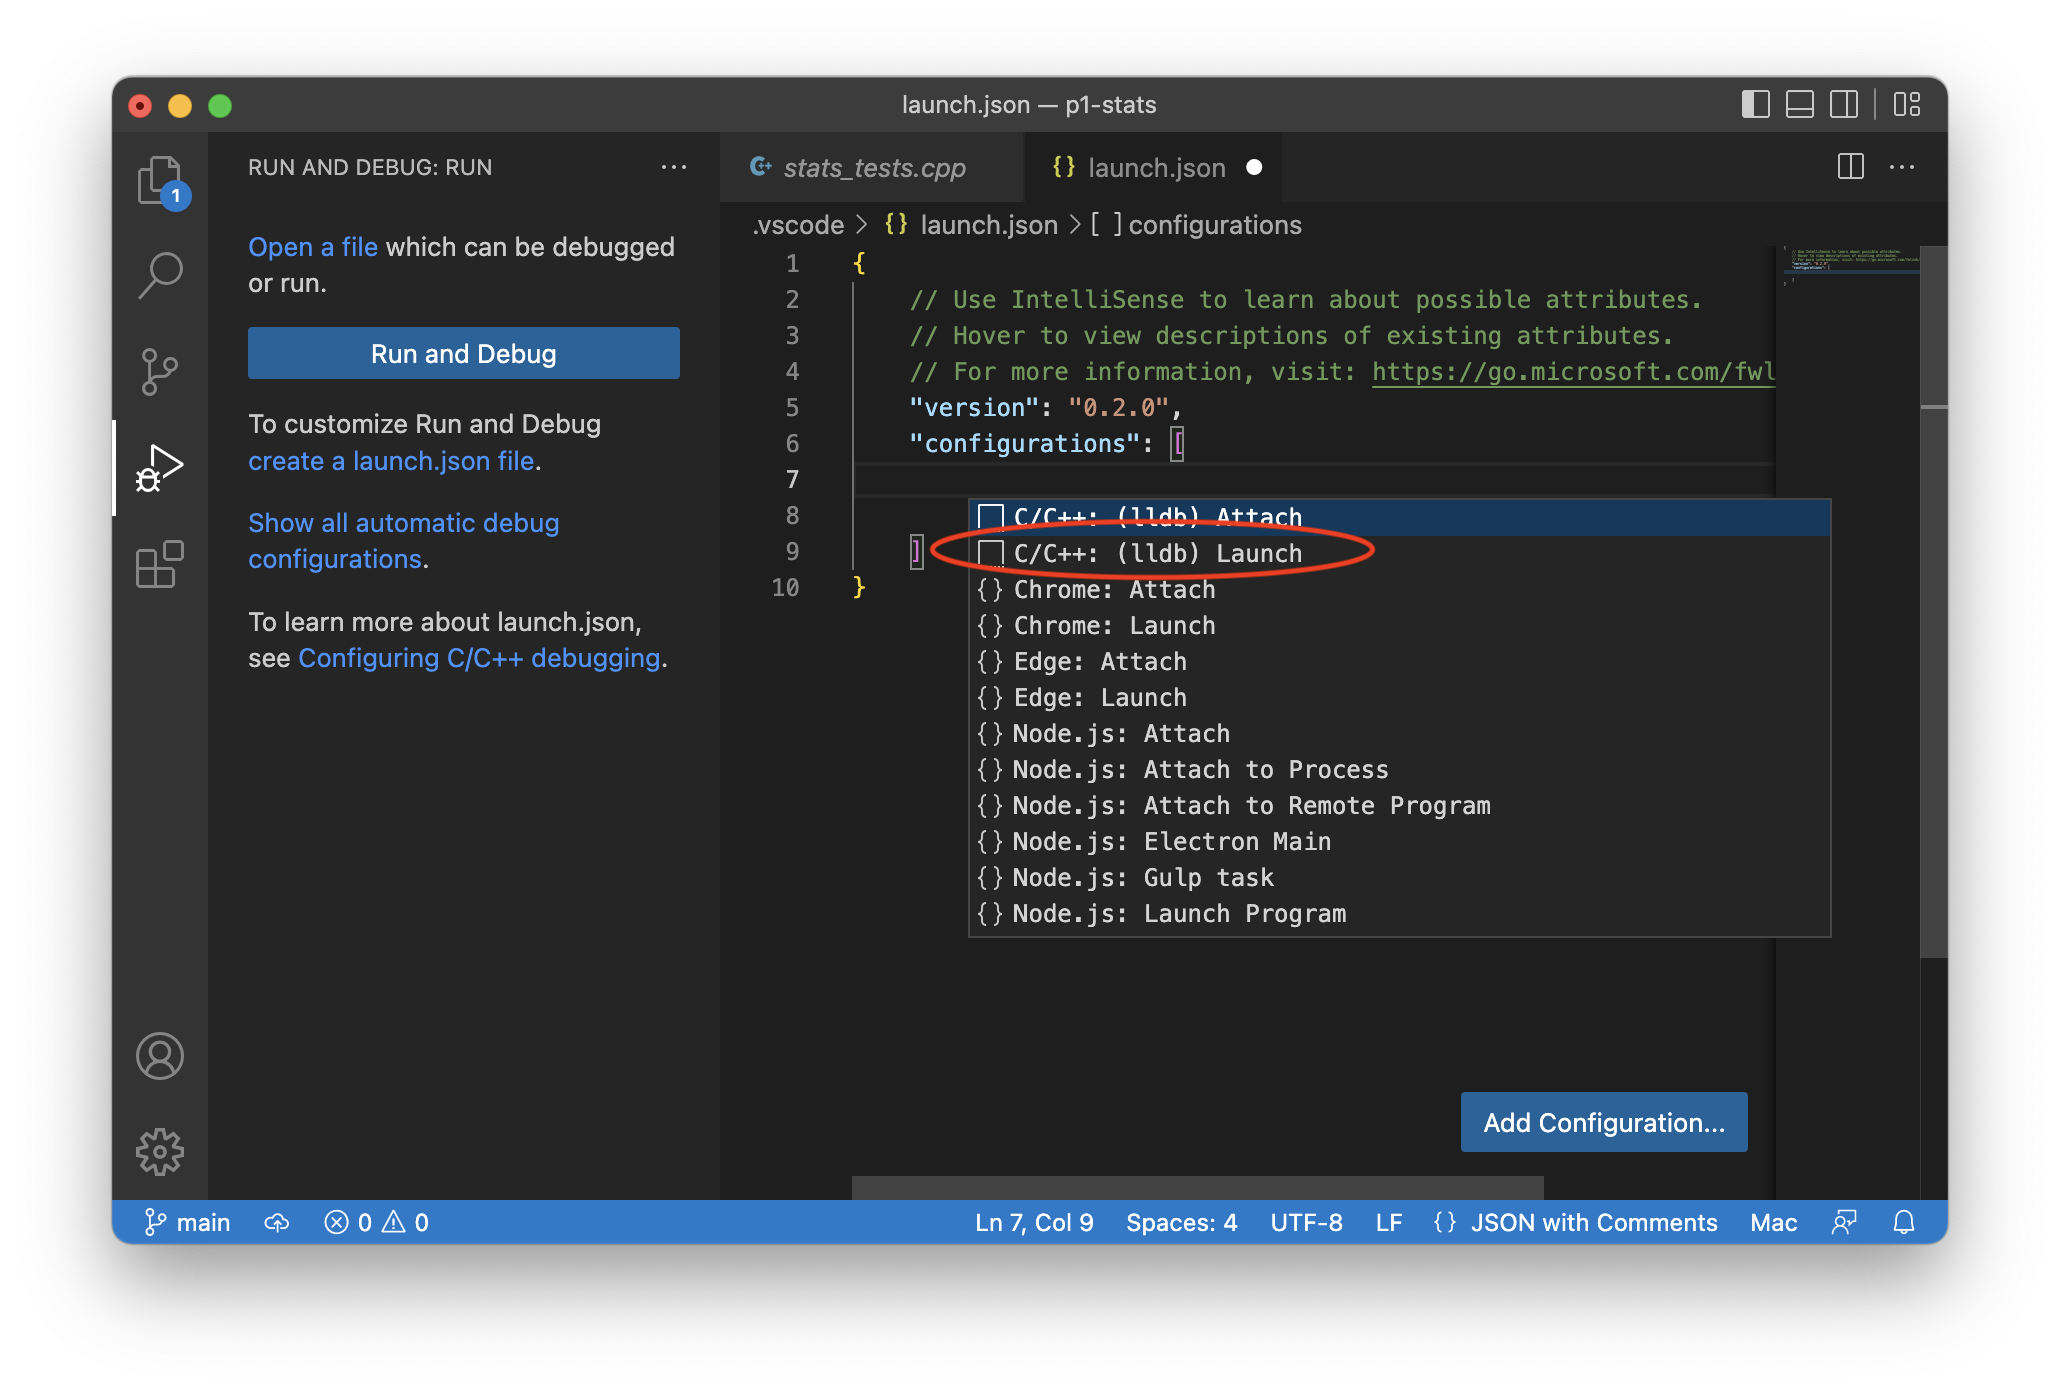 launch.json — p1-stats
1
RUN AND DEBUG: RUN
Open a file which can be debugged
or run.
Run and Debug
To customize Run and Debug
create a launch.json file.
Show all automatic debug
configurations.
To learn more about launch.json,
see Configuring C/C++ debugging.
stats_tests.cpp
{} launch.json
.vscode > {} launch.json > [ ] configurations
1 {
2 // Use IntelliSense to learn about possible attributes.
3 // Hover to view descriptions of existing attributes.
4 // For more information, visit: https://go.microsoft.com/fwl
5 "version": "0.2.0",
6 "configurations": [
7
8
9 ]
10 }
C/C++: (lldb) Attach
C/C++: (lldb) Launch
{} Chrome: Attach
{} Chrome: Launch
{} Edge: Attach
{} Edge: Launch
{} Node.js: Attach
{} Node.js: Attach to Process
{} Node.js: Attach to Remote Program
{} Node.js: Electron Main
{} Node.js: Gulp task
{} Node.js: Launch Program
Add Configuration...
main 0 0 Ln 7, Col 9 Spaces: 4 UTF-8 LF {} JSON with Comments Mac